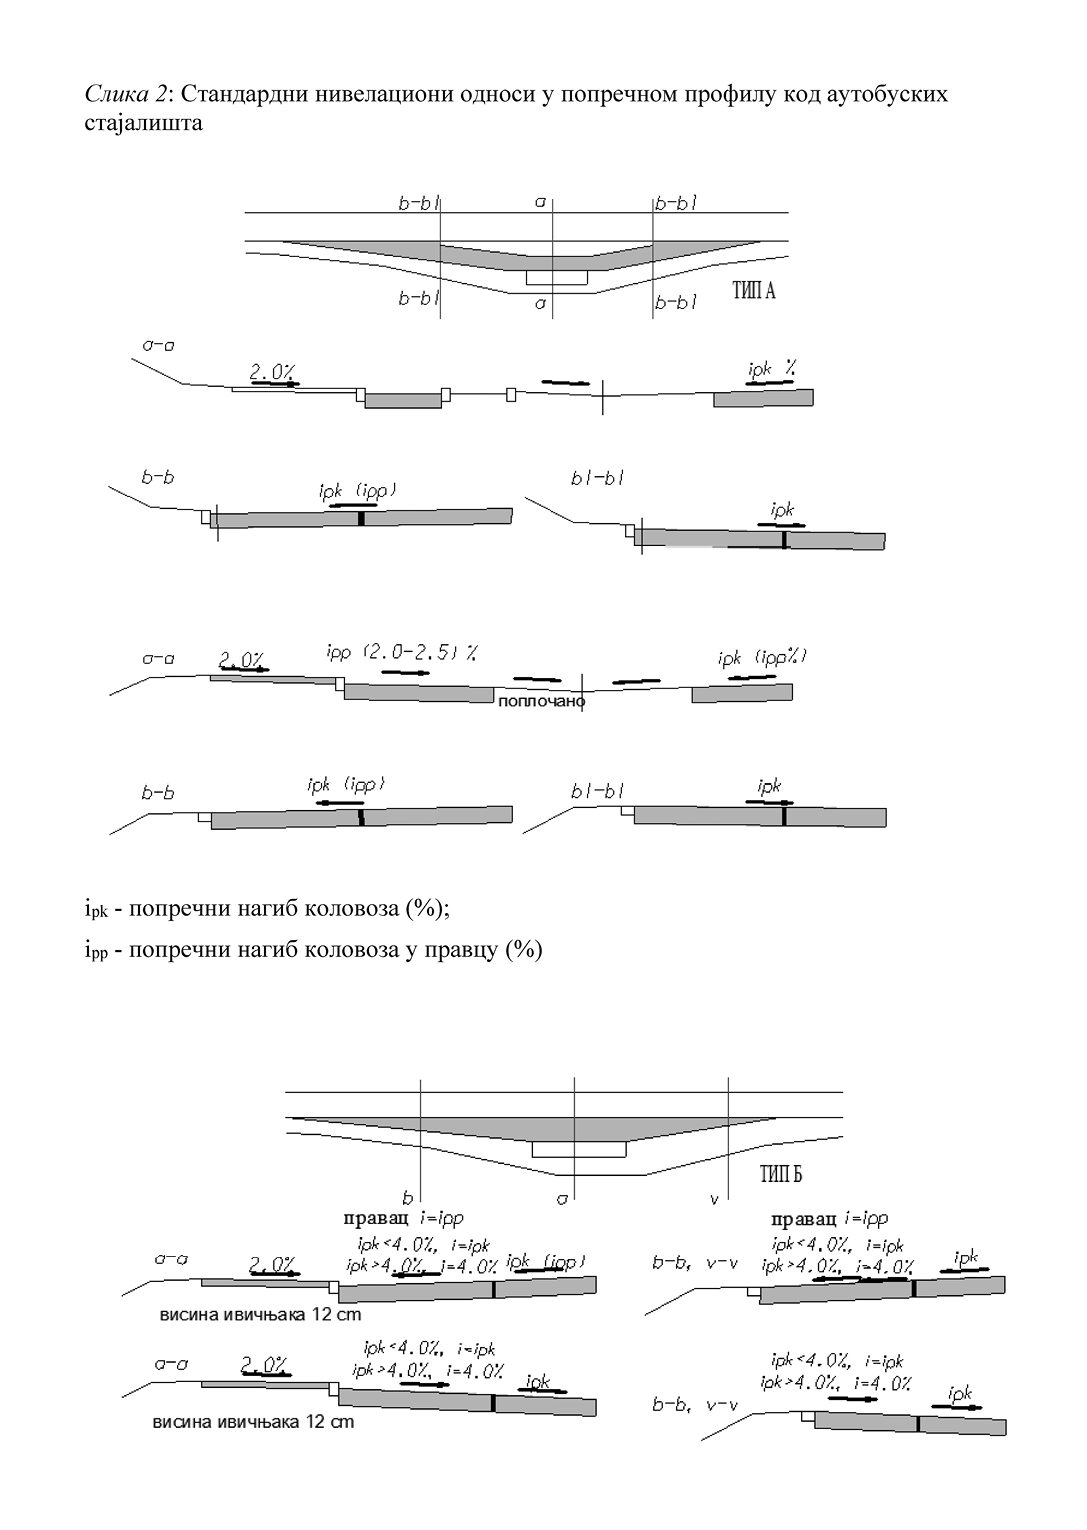 Слика 2: Стандардни нивелациони односи у попречном профилу код аутобуских
стајалишта
b-b1 a b-b1
b-b1 a b-b1
ТИП А
a-a
2.0% ipk %
b-b
ipk (ipp)
b1-b1
ipk
a-a 2.0% ipp (2.0-2.5) % ipk (ipp%)
поплочано
b-b ipk (ipp)
b1-b1 ipk
ipk - попречни нагиб коловоза (%);
ipp - попречни нагиб коловоза у правцу (%)
ТИП Б
b a v
правац i=ipp
ipk<4.0%, i=ipk
ipk>4.0%, i=4.0% ipk (ipp)
a-a 2.0%
висина ивичњака 12 cm
правац i=ipp
ipk<4.0%, i=ipk
ipk>4.0%, i=4.0% ipk
b-b, v-v
ipk<4.0%, i=ipk
ipk>4.0%, i=4.0%
a-a 2.0% ipk
висина ивичњака 12 cm
ipk<4.0%, i=ipk
ipk>4.0%, i=4.0%
b-b, v-v ipk